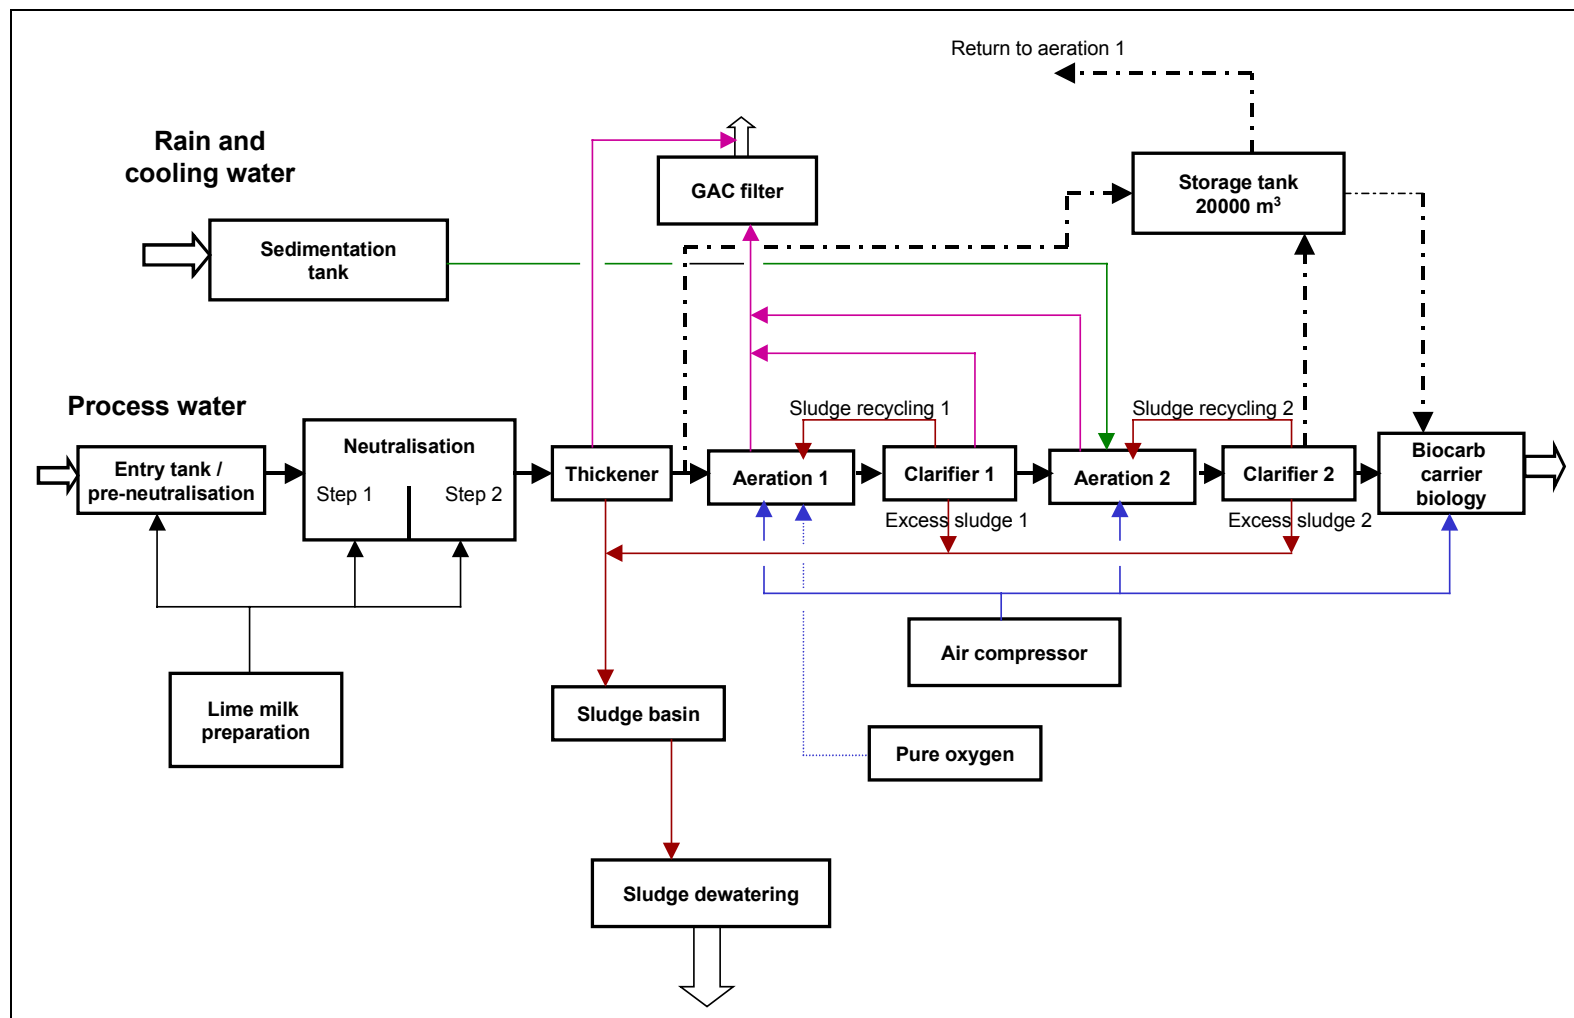 Return to aeration 1
Rain and
cooling water
GAC filter
Storage tank
20000 m³
Sedimentation
tank
Process water
Sludge recycling 1
Sludge recycling 2
Entry tank /
pre-neutralisation
Neutralisation
Step 1
Step 2
Thickener
Aeration 1
Clarifier 1
Aeration 2
Clarifier 2
Biocarb
carrier
biology
Excess sludge 1
Excess sludge 2
Air compressor
Lime milk
preparation
Sludge basin
Pure oxygen
Sludge dewatering